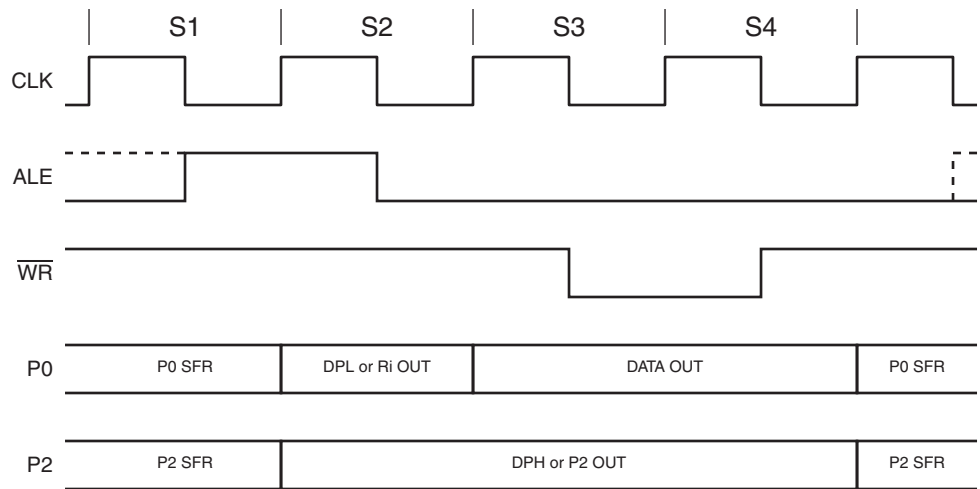 S1 S2 S3 S4
CLK
ALE
WR
P0 P0 SFR DPL or Ri OUT DATA OUT P0 SFR
P2 P2 SFR DPH or P2 OUT P2 SFR